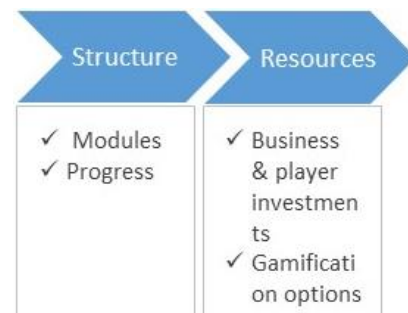 Structure
Resources
✓ Modules
✓ Progress
✓ Business
& player
investmen
ts
✓ Gamificati
on options